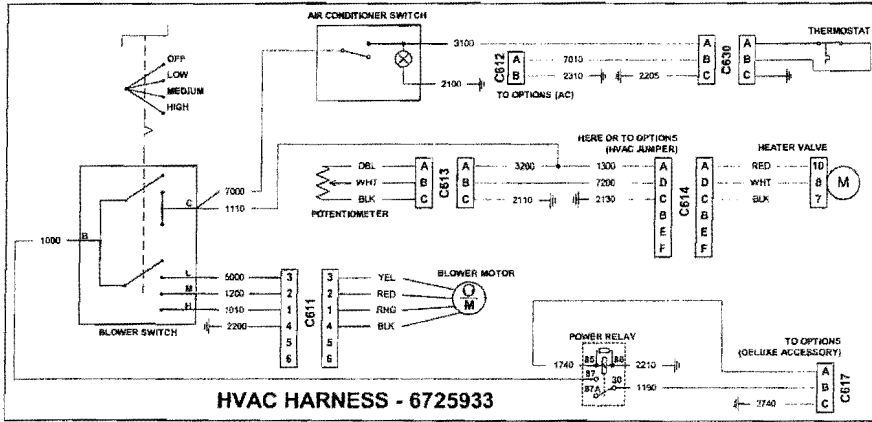 AIR CONDITIONER SWITCH
THERMOSTAT
OFF
LOW
MEDIUM
HIGH
3100
2100
C612
A
B
7010
2310
2205
TO OPTIONS (AC)
A
B
C
C630
A
B
C
HERE OR TO OPTIONS
(HVAC JUMPER)
HEATER VALVE
7000
1110
C
DBL
WHT
BLK
POTENTIOMETER
A
B
C
C613
A
B
C
3200
1300
7200
2110
2130
A
D
C
B
E
F
C614
A
D
C
B
E
F
RED
WHT
BLK
10
8
7
M
1000
B
L
M
H
5000
1200
1010
2200
BLOWER SWITCH
3
2
1
4
5
6
C611
3
2
1
4
5
6
YEL
RED
RNG
BLK
BLOWER MOTOR
M
POWER RELAY
1740
85
86
2210
87
87A
30
1190
TO OPTIONS
(DELUXE ACCESSORY)
A
B
C
C617
HVAC HARNESS - 6725933